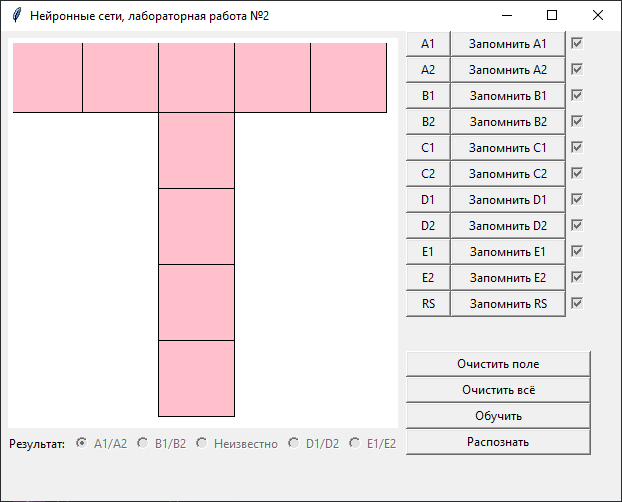 Нейронные сети, лабораторная работа №2
A1 Запомнить A1
A2 Запомнить A2
B1 Запомнить B1
B2 Запомнить B2
C1 Запомнить C1
C2 Запомнить C2
D1 Запомнить D1
D2 Запомнить D2
E1 Запомнить E1
E2 Запомнить E2
RS Запомнить RS
Очистить поле
Очистить всё
Обучить
Распознать
Результат: A1/A2 B1/B2 Неизвестно D1/D2 E1/E2